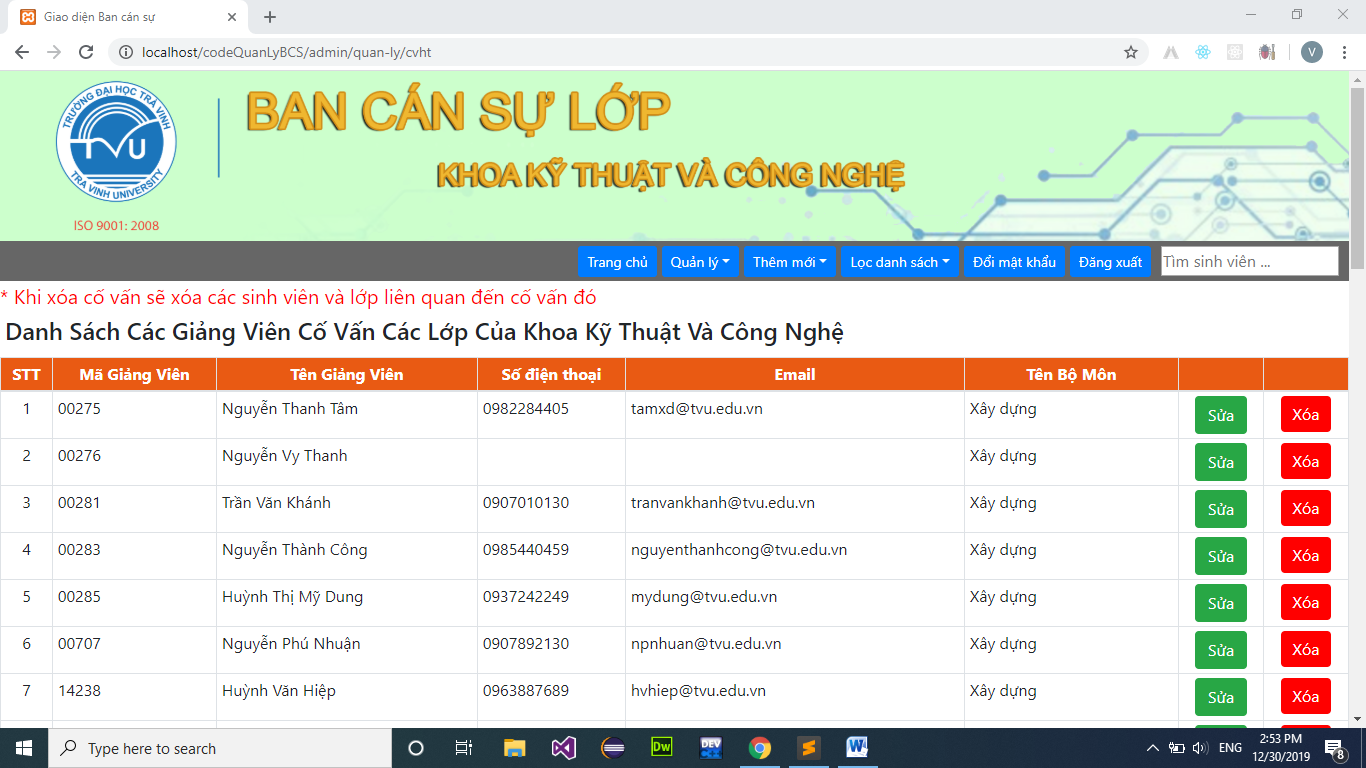 Giao diện Ban cán sự
localhost/codeQuanLyBCS/admin/quan-ly/cvht
V
TRƯỜNG ĐẠI HỌC TRÀ VINH
TVU
TRA VINH UNIVERSITY
ISO 9001: 2008
BAN CÁN SỰ LỚP
KHOA KỸ THUẬT VÀ CÔNG NGHỆ
Trang chủ Quản lý Thêm mới Lọc danh sách Đổi mật khẩu Đăng xuất Tìm sinh viên ...
* Khi xóa cố vấn sẽ xóa các sinh viên và lớp liên quan đến cố vấn đó
Danh Sách Các Giảng Viên Cố Vấn Các Lớp Của Khoa Kỹ Thuật Và Công Nghệ
STT Mã Giảng Viên Tên Giảng Viên Số điện thoại Email Tên Bộ Môn
1 00275 Nguyễn Thanh Tâm 0982284405 tamxd@tvu.edu.vn Xây dựng Sửa Xóa
2 00276 Nguyễn Vy Thanh Xây dựng Sửa Xóa
3 00281 Trần Văn Khánh 0907010130 tranvankhanh@tvu.edu.vn Xây dựng Sửa Xóa
4 00283 Nguyễn Thành Công 0985440459 nguyenthanhcong@tvu.edu.vn Xây dựng Sửa Xóa
5 00285 Huỳnh Thị Mỹ Dung 0937242249 mydung@tvu.edu.vn Xây dựng Sửa Xóa
6 00707 Nguyễn Phú Nhuận 0907892130 npnhuan@tvu.edu.vn Xây dựng Sửa Xóa
7 14238 Huỳnh Văn Hiệp 0963887689 hvhiep@tvu.edu.vn Xây dựng Sửa Xóa
Type here to search
Dw
DEV
ENG
2:53 PM
12/30/2019
8